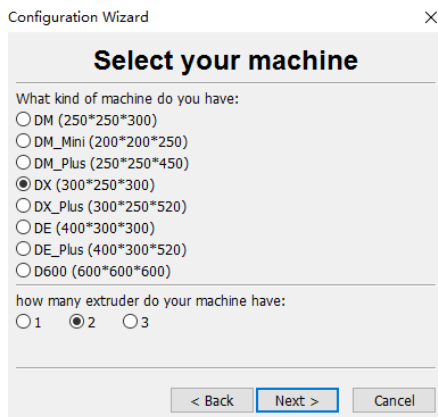 Configuration Wizard
Select your machine
What kind of machine do you have:
DM (250*250*300)
DM_Mini (200*200*250)
DM_Plus (250*250*450)
DX (300*250*300)
DX_Plus (300*250*520)
DE (400*300*300)
DE_Plus (400*300*520)
D600 (600*600*600)
how many extruder do your machine have:
1 2 3
< Back Next > Cancel